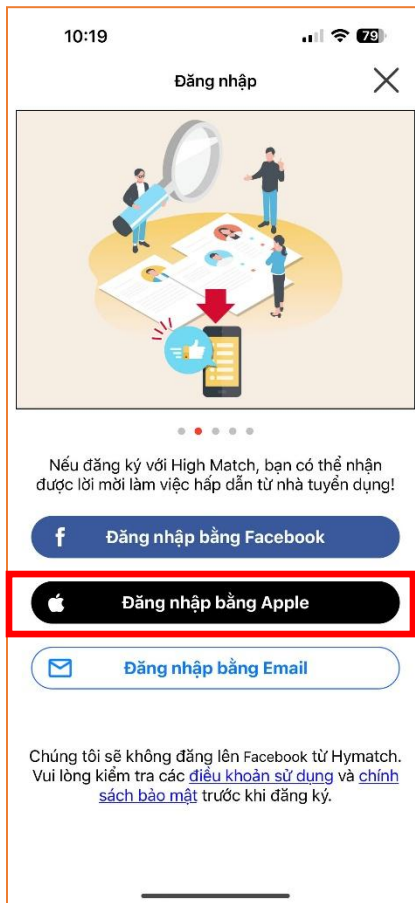 10:19
79
Đăng nhập
Nếu đăng ký với High Match, bạn có thể nhận
được lời mời làm việc hấp dẫn từ nhà tuyển dụng!
f Đăng nhập bằng Facebook
Đăng nhập bằng Apple
Đăng nhập bằng Email
Chúng tôi sẽ không đăng lên Facebook từ Hymatch.
Vui lòng kiểm tra các điều khoản sử dụng và chính
sách bảo mật trước khi đăng ký.